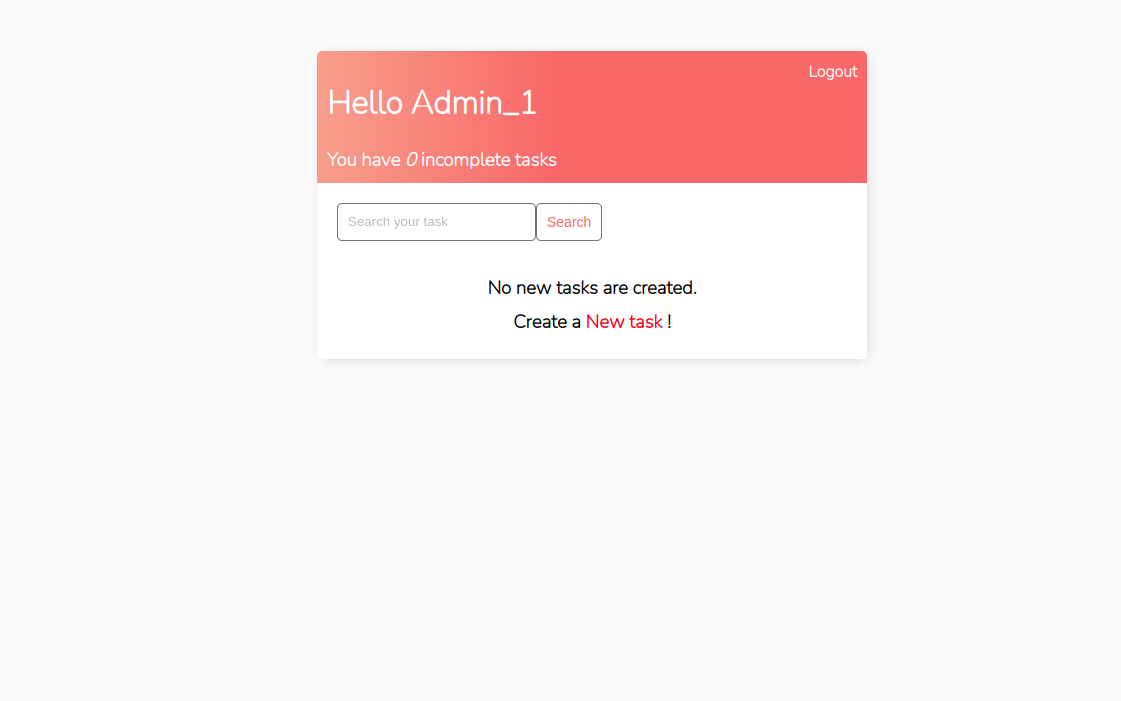 Logout
Hello Admin_1
You have 0 incomplete tasks
Search your task
Search
No new tasks are created.
Create a New task !